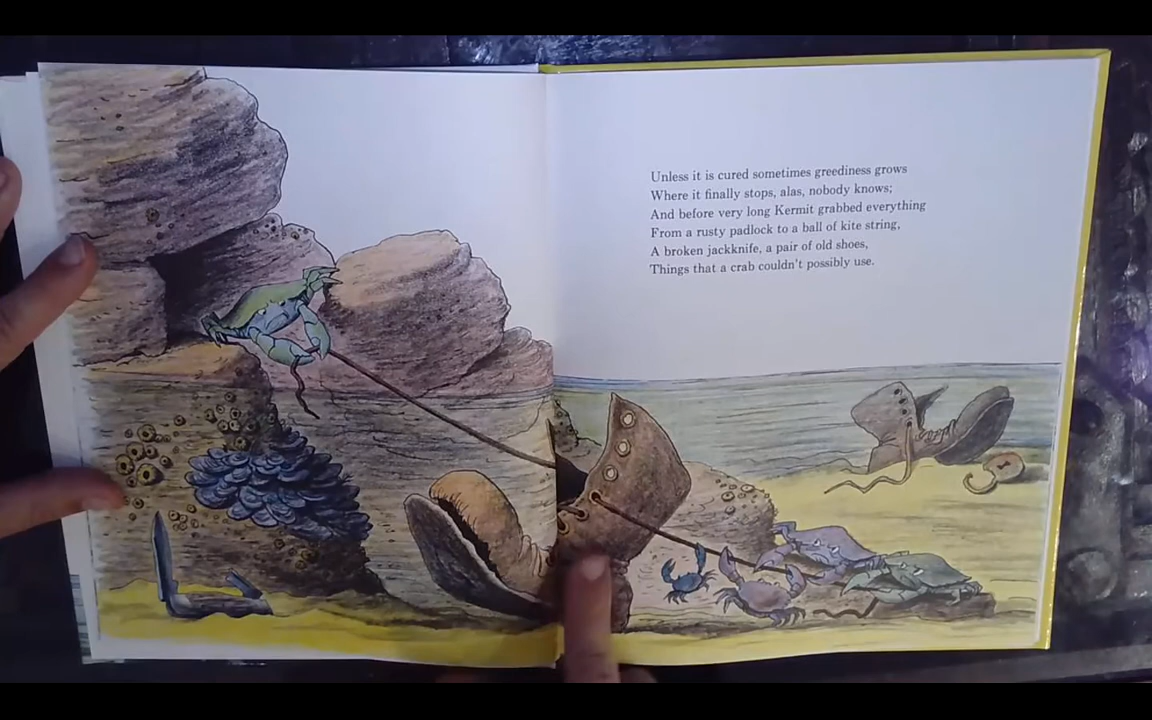 Unless it is cured sometimes greediness grows
Where it finally stops, alas, nobody knows;
And before very long Kermit grabbed everything
From a rusty padlock to a ball of kite string,
A broken jackknife, a pair of old shoes,
Things that a crab couldn't possibly use.